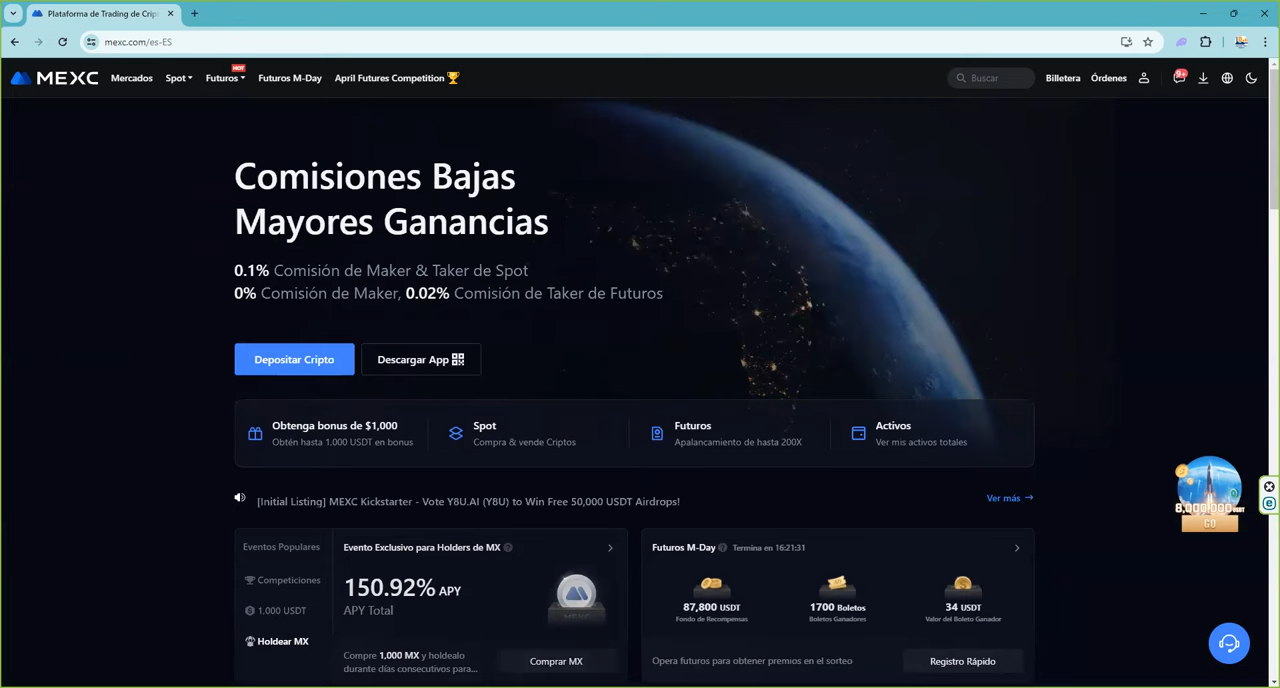 Plataforma de Trading de Crip
mexc.com/es-ES
MEXC Mercados Spot Futuros HOT Futuros M-Day April Futures Competition Buscar Billetera Órdenes 9+
Comisiones Bajas
Mayores Ganancias
0.1% Comisión de Maker & Taker de Spot
0% Comisión de Maker, 0.02% Comisión de Taker de Futuros
Depositar Cripto Descargar App
Obtenga bonus de $1,000
Obtén hasta 1.000 USDT en bonus
Spot
Compra & vende Criptos
Futuros
Apalancamiento de hasta 200X
Activos
Ver mis activos totales
[Initial Listing] MEXC Kickstarter - Vote Y8U.AI (Y8U) to Win Free 50,000 USDT Airdrops!
Ver más →
8,000,000 USDT
GO
Eventos Populares
Competiciones
1,000 USDT
Holdear MX
Evento Exclusivo para Holders de MX
150.92% APY
APY Total
MEXC
Compre 1,000 MX y holdealo
durante días consecutivos para...
Comprar MX
Futuros M-Day Termina en 16:21:31
87,800 USDT
Fondo de Recompensas
1700 Boletos
Boletos Ganadores
34 USDT
Valor del Boleto Ganador
Opera futuros para obtener premios en el sorteo
Registro Rápido